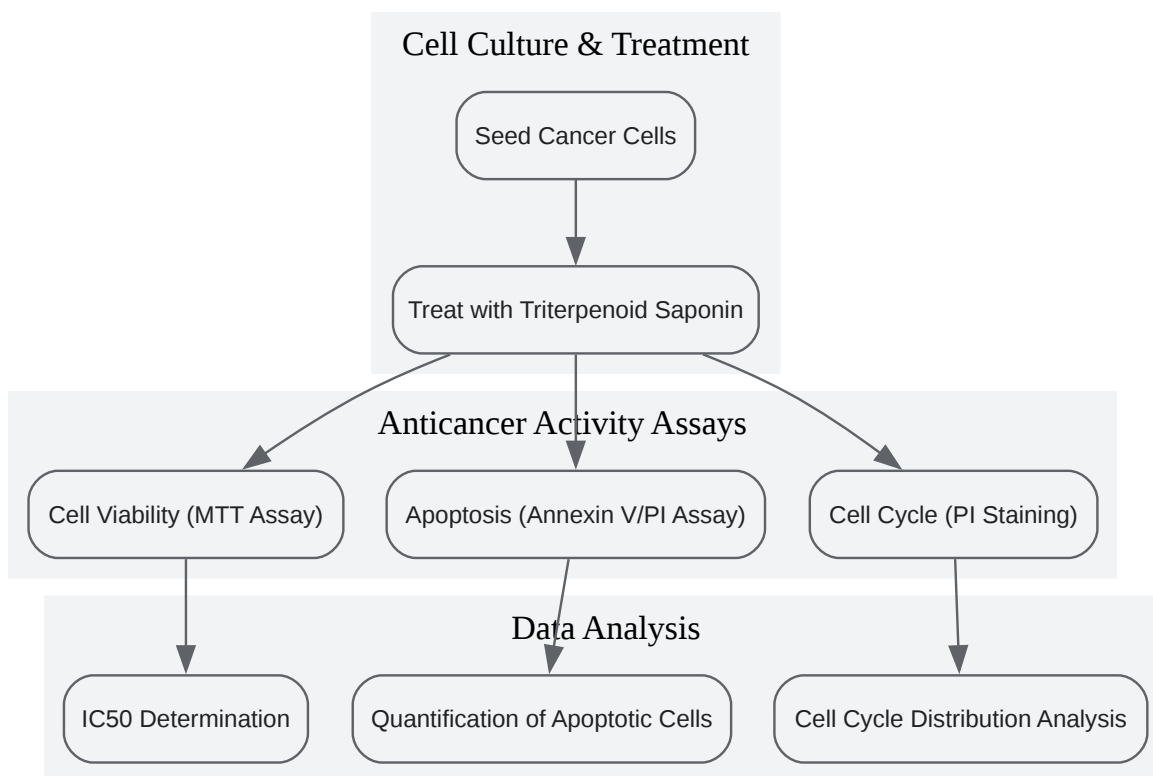 Cell Culture & Treatment
Seed Cancer Cells
Treat with Triterpenoid Saponin
Anticancer Activity Assays
Cell Viability (MTT Assay)
Apoptosis (Annexin V/PI Assay)
Cell Cycle (PI Staining)
Data Analysis
IC50 Determination
Quantification of Apoptotic Cells
Cell Cycle Distribution Analysis